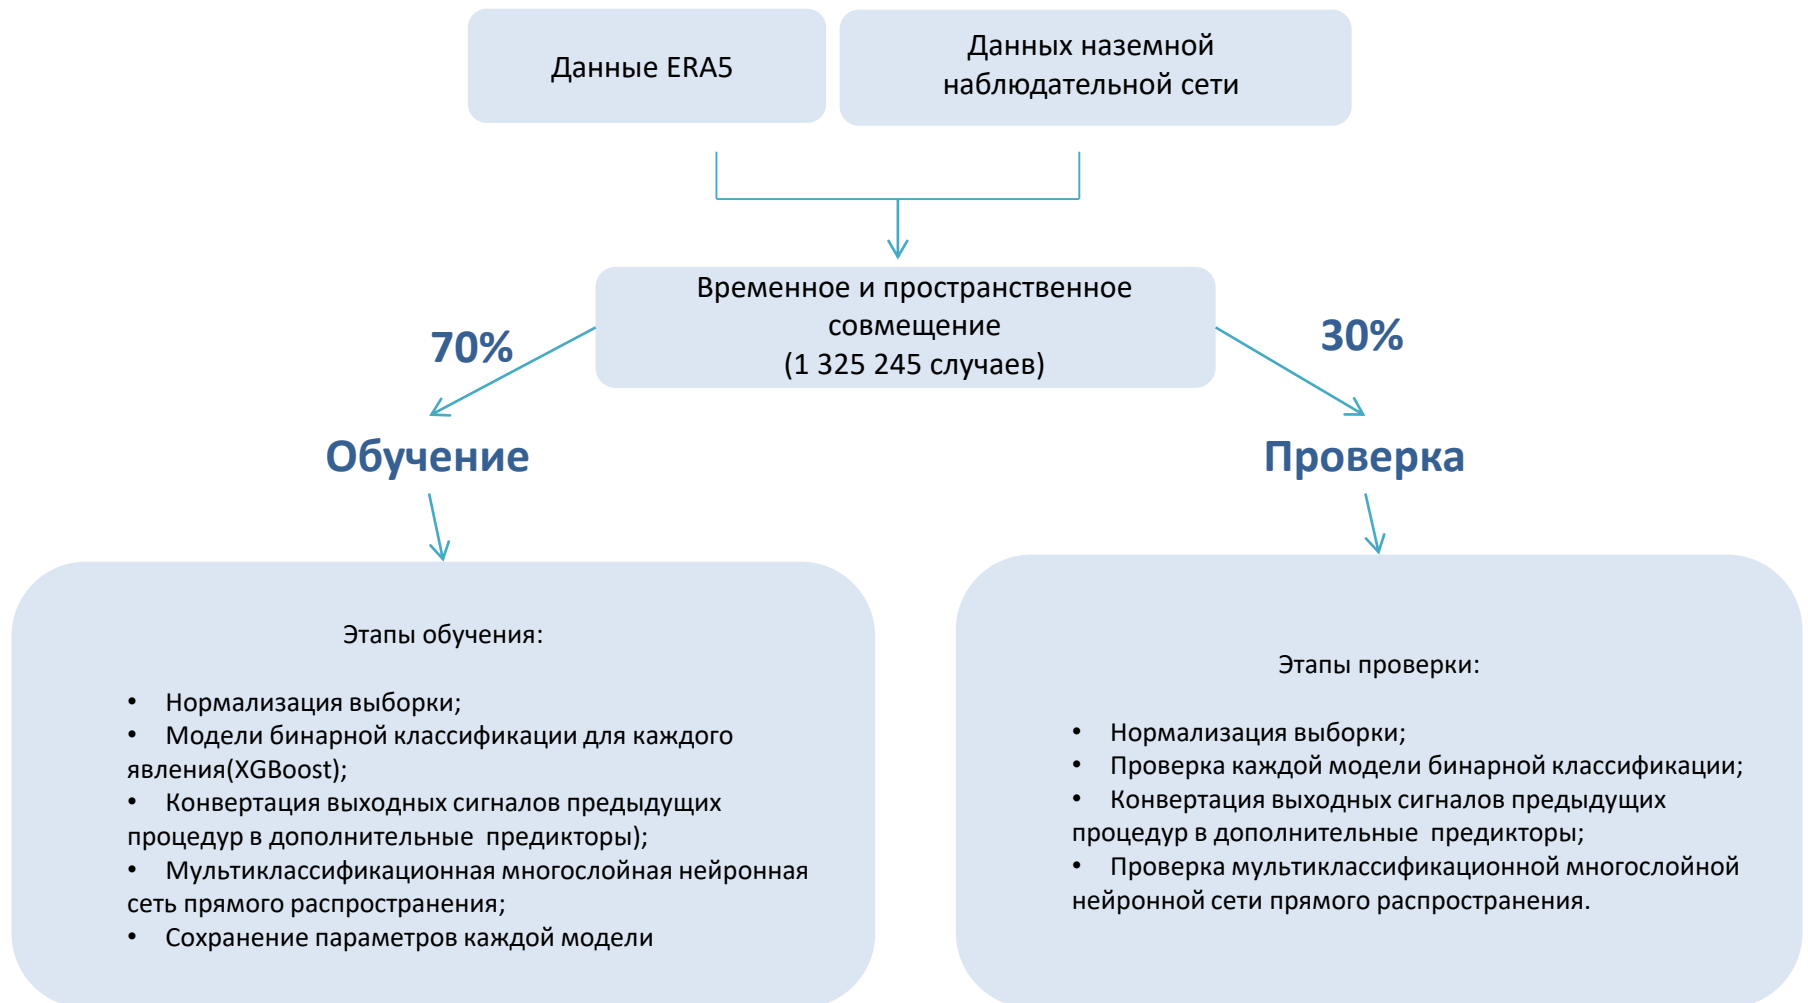 Данные ERA5
Данных наземной
наблюдательной сети
Временное и пространственное
совмещение
(1 325 245 случаев)
70%
30%
Обучение
Проверка
Этапы обучения:
• Нормализация выборки;
• Модели бинарной классификации для каждого
явления(XGBoost);
• Конвертация выходных сигналов предыдущих
процедур в дополнительные  предикторы);
• Мультиклассификационная многослойная нейронная
сеть прямого распространения;
• Сохранение параметров каждой модели
Этапы проверки:
• Нормализация выборки;
• Проверка каждой модели бинарной классификации;
• Конвертация выходных сигналов предыдущих
процедур в дополнительные  предикторы;
• Проверка мультиклассификационной многослойной
нейронной сети прямого распространения.